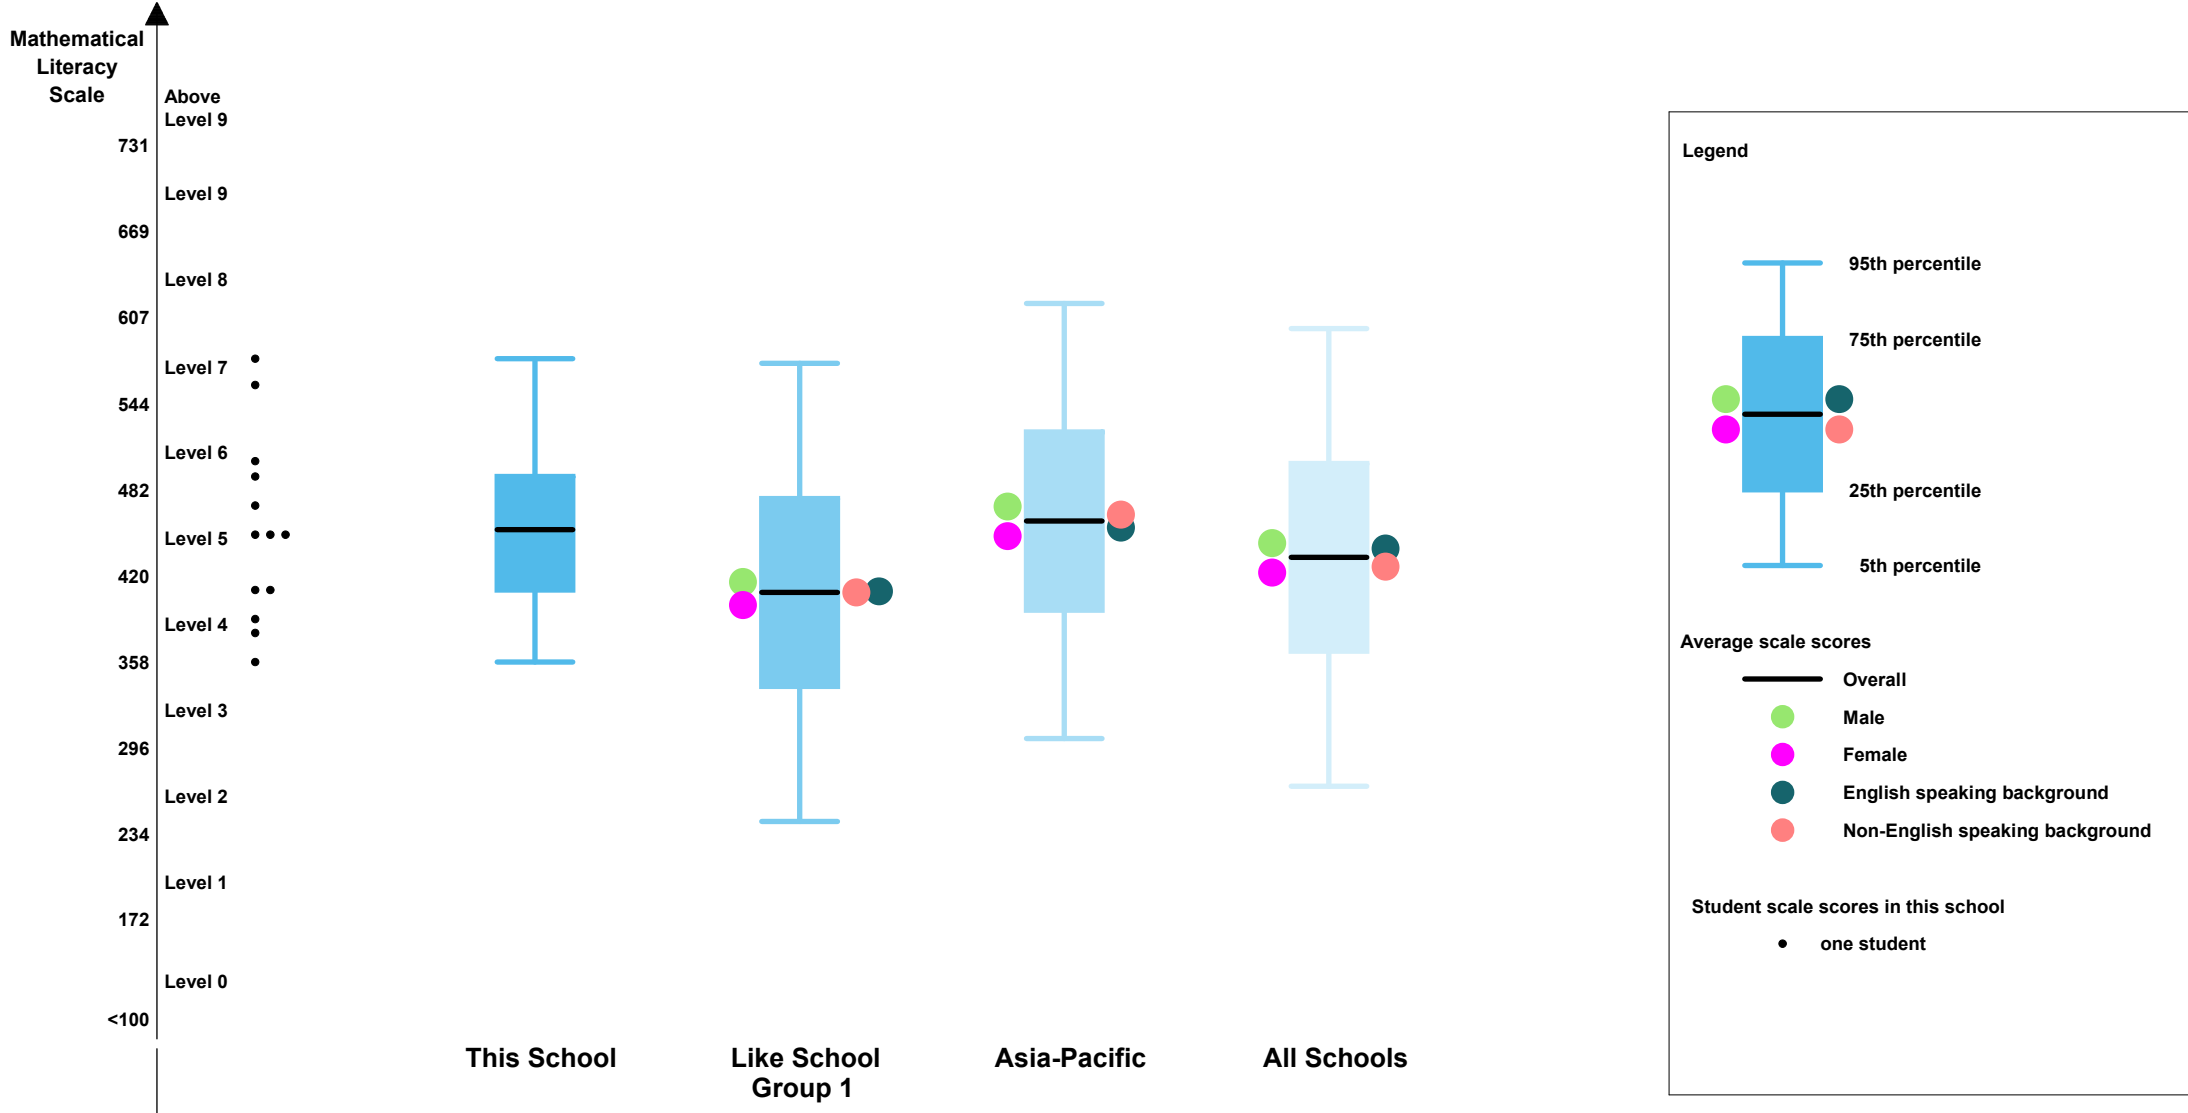 Mathematical
Literacy
Scale
Above
Level 9
731
Level 9
669
Level 8
607
Level 7
544
Level 6
482
Level 5
420
Level 4
358
Level 3
296
Level 2
234
Level 1
172
Level 0
<100
This School
Like School
Group 1
Asia-Pacific
All Schools
Legend
95th percentile
75th percentile
25th percentile
5th percentile
Average scale scores
Overall
Male
Female
English speaking background
Non-English speaking background
Student scale scores in this school
one student